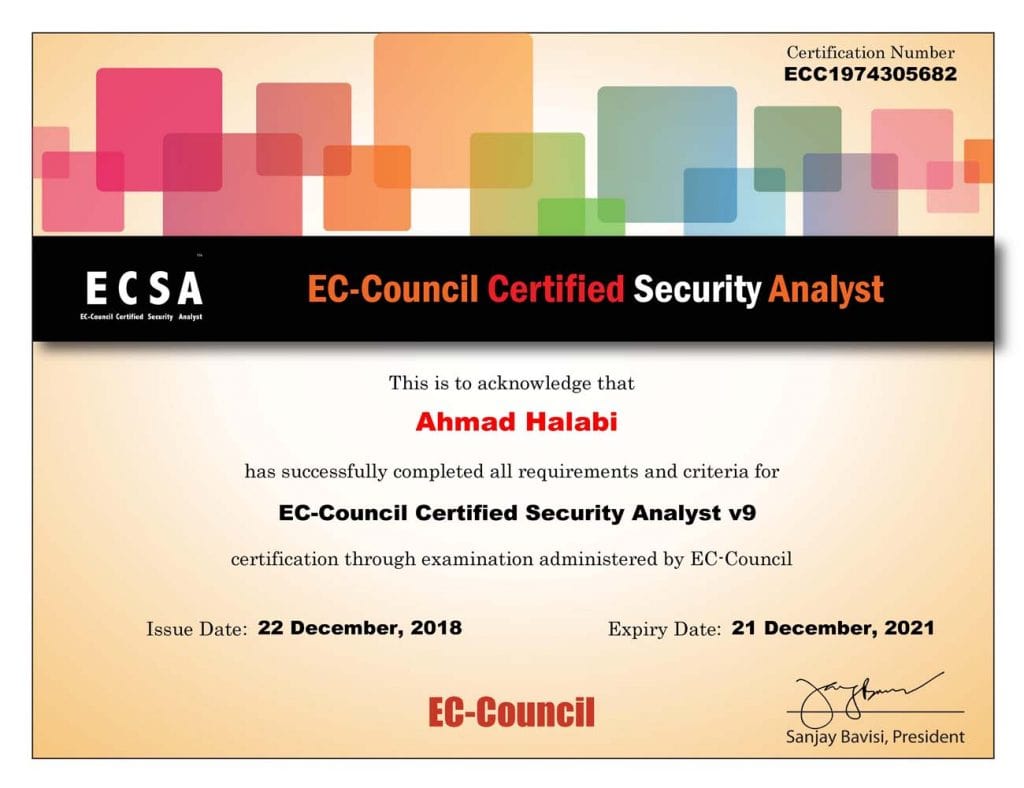 Certification Number
ECC1974305682
ECSA
™
EC-Council Certified Security Analyst
EC-Council Certified Security Analyst
This is to acknowledge that
Ahmad Halabi
has successfully completed all requirements and criteria for
EC-Council Certified Security Analyst v9
certification through examination administered by EC-Council
Issue Date: 22 December, 2018
Expiry Date: 21 December, 2021
EC-Council
Sanjay Bavisi, President